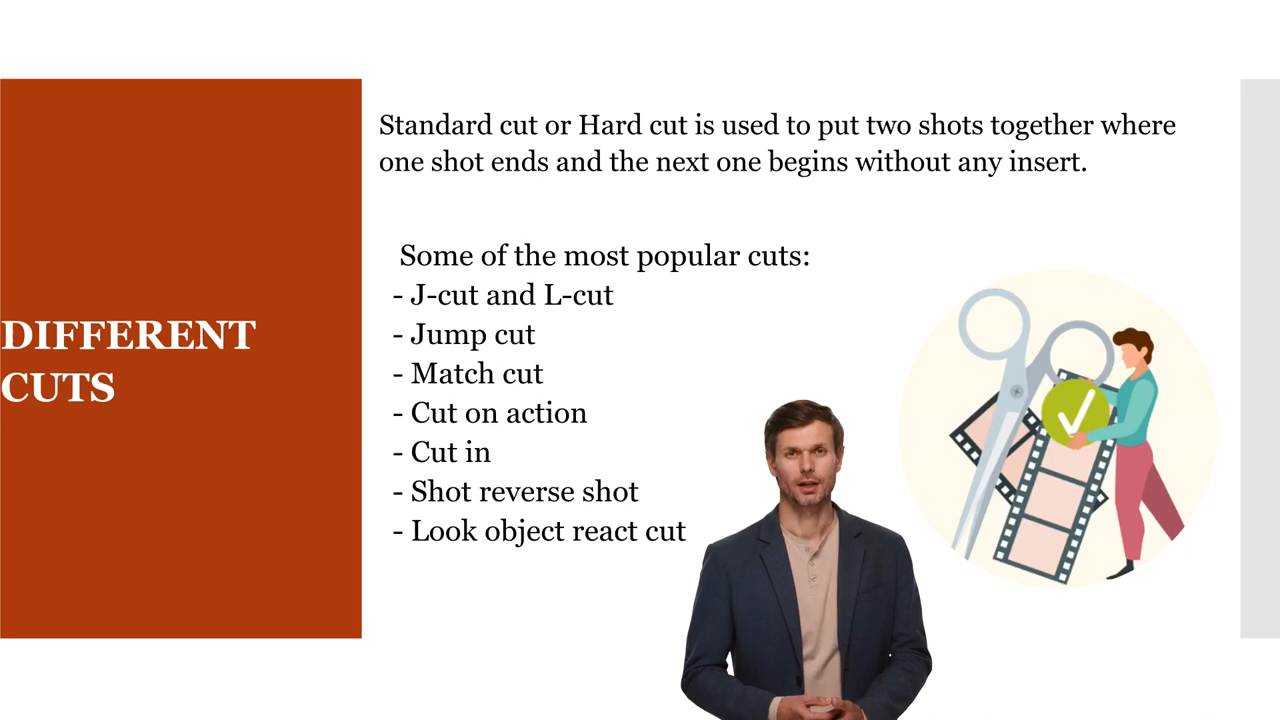 DIFFERENT
CUTS
Standard cut or Hard cut is used to put two shots together where
one shot ends and the next one begins without any insert.
Some of the most popular cuts:
- J-cut and L-cut
- Jump cut
- Match cut
- Cut on action
- Cut in
- Shot reverse shot
- Look object react cut